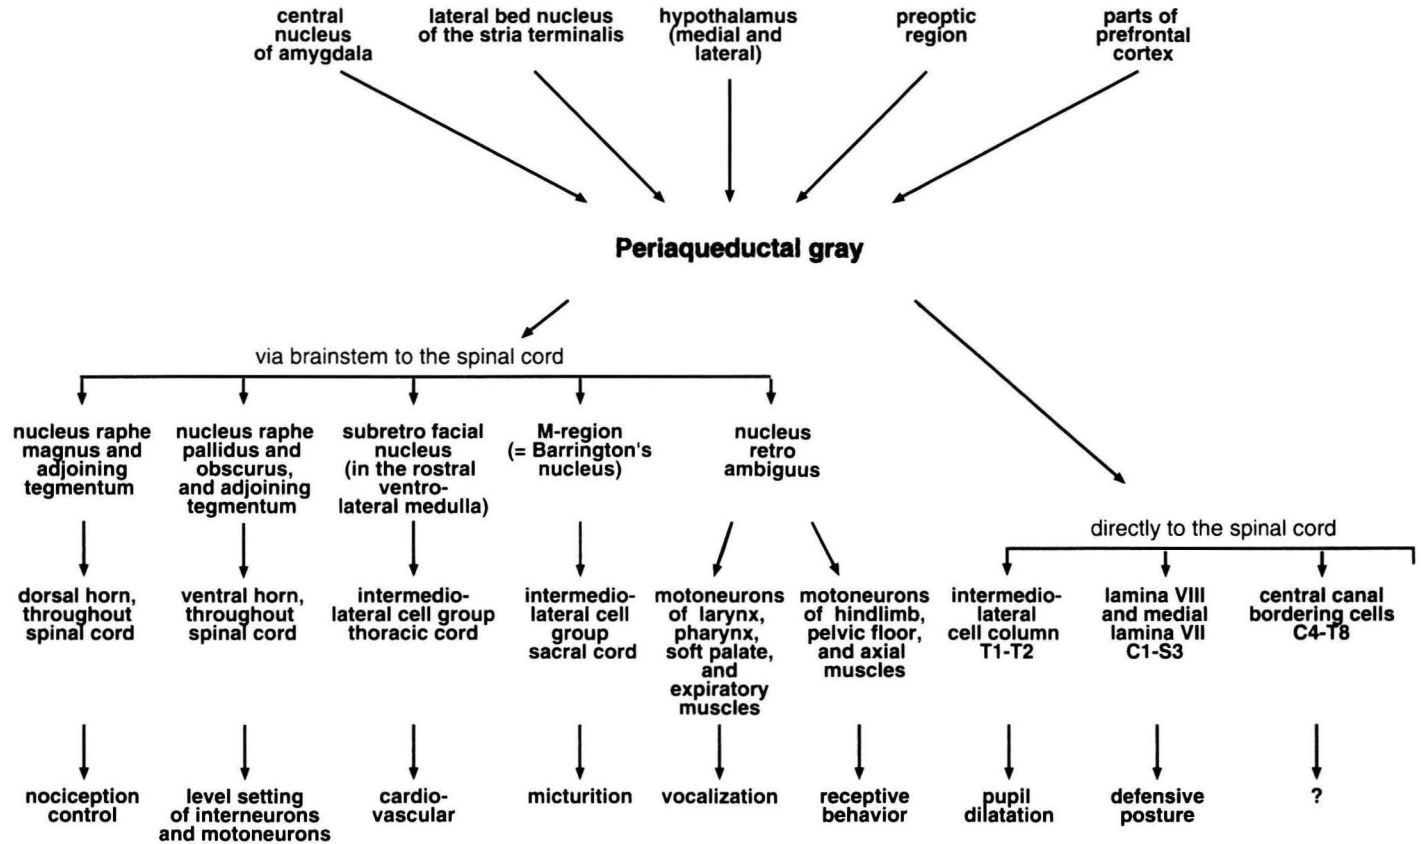 central
nucleus
of amygdala
lateral bed nucleus
of the stria terminalis
hypothalamus
(medial and
lateral)
preoptic
region
parts of
prefrontal
cortex
Periaqueductal gray
via brainstem to the spinal cord
nucleus raphe
magnus and
adjoining
tegmentum
nucleus raphe
pallidus and
obscurus,
and adjoining
tegmentum
subretro facial
nucleus
(in the rostral
ventro-
lateral medulla)
M-region
(= Barrington's
nucleus)
nucleus
retro
ambiguus
directly to the spinal cord
dorsal horn,
throughout
spinal cord
ventral horn,
throughout
spinal cord
intermedio-
lateral cell group
thoracic cord
intermedio-
lateral cell
group
sacral cord
motoneurons
of larynx,
pharynx,
soft palate,
and
expiratory
muscles
motoneurons
of hindlimb,
pelvic floor,
and axial
muscles
intermedio-
lateral
cell column
T1-T2
lamina VIII
and medial
lamina VII
C1-S3
central canal
bordering cells
C4-T8
nociception
control
level setting
of interneurons
and motoneurons
cardio-
vascular
micturition
vocalization
receptive
behavior
pupil
dilatation
defensive
posture
?